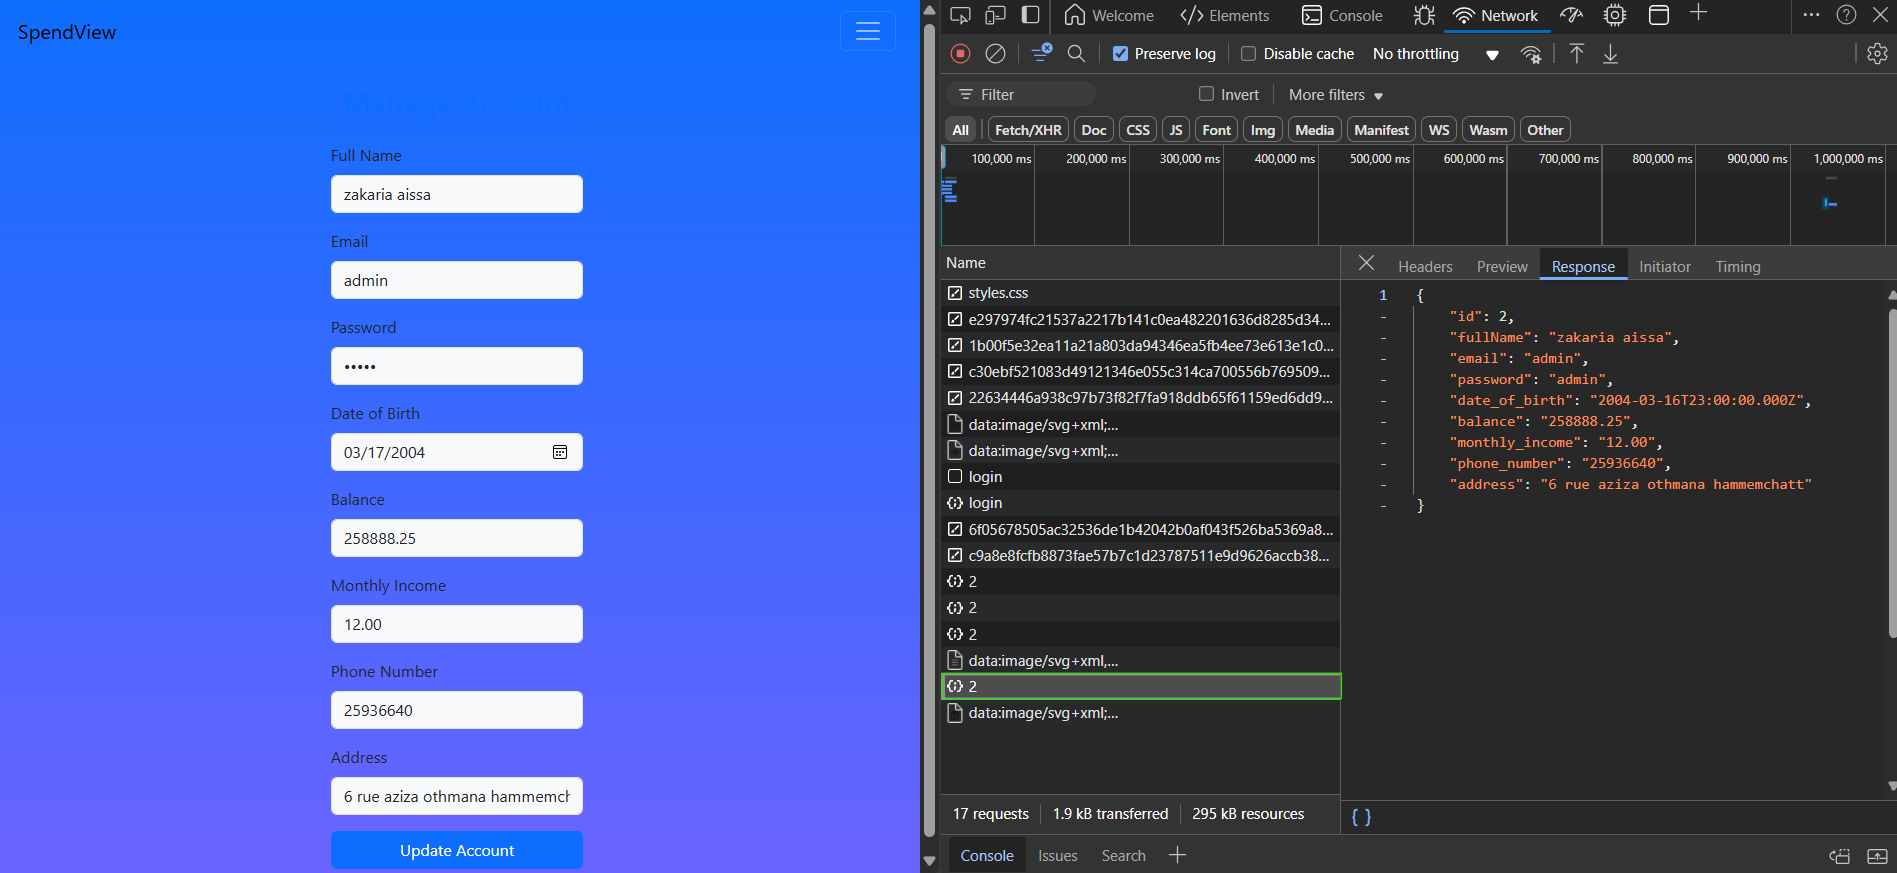 SpendView
Manage Account
Full Name
zakaria aissa
Email
admin
Password
•••••
Date of Birth
03/17/2004
Balance
258888.25
Monthly Income
12.00
Phone Number
25936640
Address
6 rue aziza othmana hammemch
Update Account
Welcome
Elements
Console
Network
Preserve log
Disable cache
No throttling
Filter
Invert
More filters
All
Fetch/XHR
Doc
CSS
JS
Font
Img
Media
Manifest
WS
Wasm
Other
100,000 ms
200,000 ms
300,000 ms
400,000 ms
500,000 ms
600,000 ms
700,000 ms
800,000 ms
900,000 ms
1,000,000 ms
Name
styles.css
e297974fc21537a2217b141c0ea482201636d8285d34...
1b00f5e32ea11a21a803da94346ea5fb4ee73e613e1c0...
c30ebf521083d49121346e055c314ca700556b769509...
22634446a938c97b73f82f7fa918ddb65f61159ed6dd9...
data:image/svg+xml;...
data:image/svg+xml;...
login
login
6f05678505ac32536de1b42042b0af043f526ba5369a8...
c9a8e8fcfb8873fae57b7c1d23787511e9d9626accb38...
2
2
2
data:image/svg+xml,...
2
data:image/svg+xml;...
17 requests
1.9 kB transferred
295 kB resources
Headers
Preview
Response
Initiator
Timing
1 {
- "id": 2,
- "fullName": "zakaria aissa",
- "email": "admin",
- "password": "admin",
- "date_of_birth": "2004-03-16T23:00:00.000Z",
- "balance": "258888.25",
- "monthly_income": "12.00",
- "phone_number": "25936640",
- "address": "6 rue aziza othmana hammemchatt"
- }
{ }
Console
Issues
Search